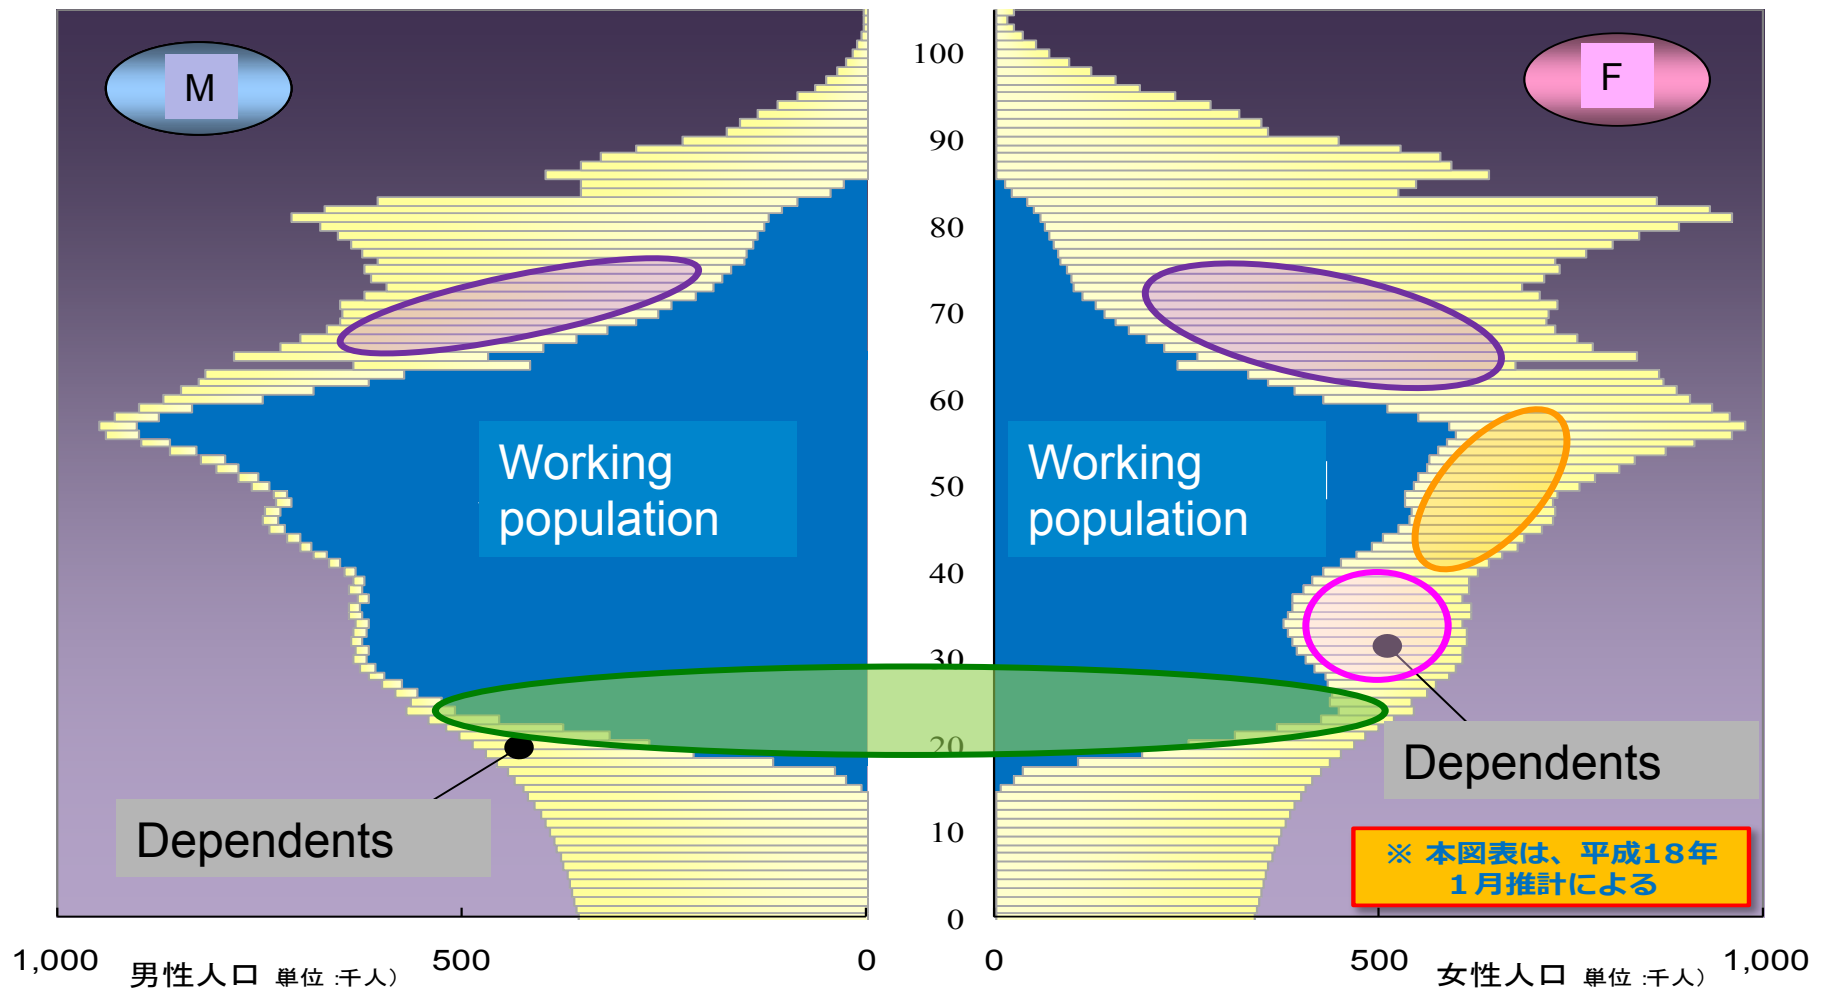 M
F
100
90
80
70
60
50
40
30
20
10
0
Working
population
Working
population
Dependents
Dependents
※ 本図表は、平成18年
１月推計による
1,000
500
0
0
500
1,000
男性人口 単位 :千人）
女性人口 単位 :千人）